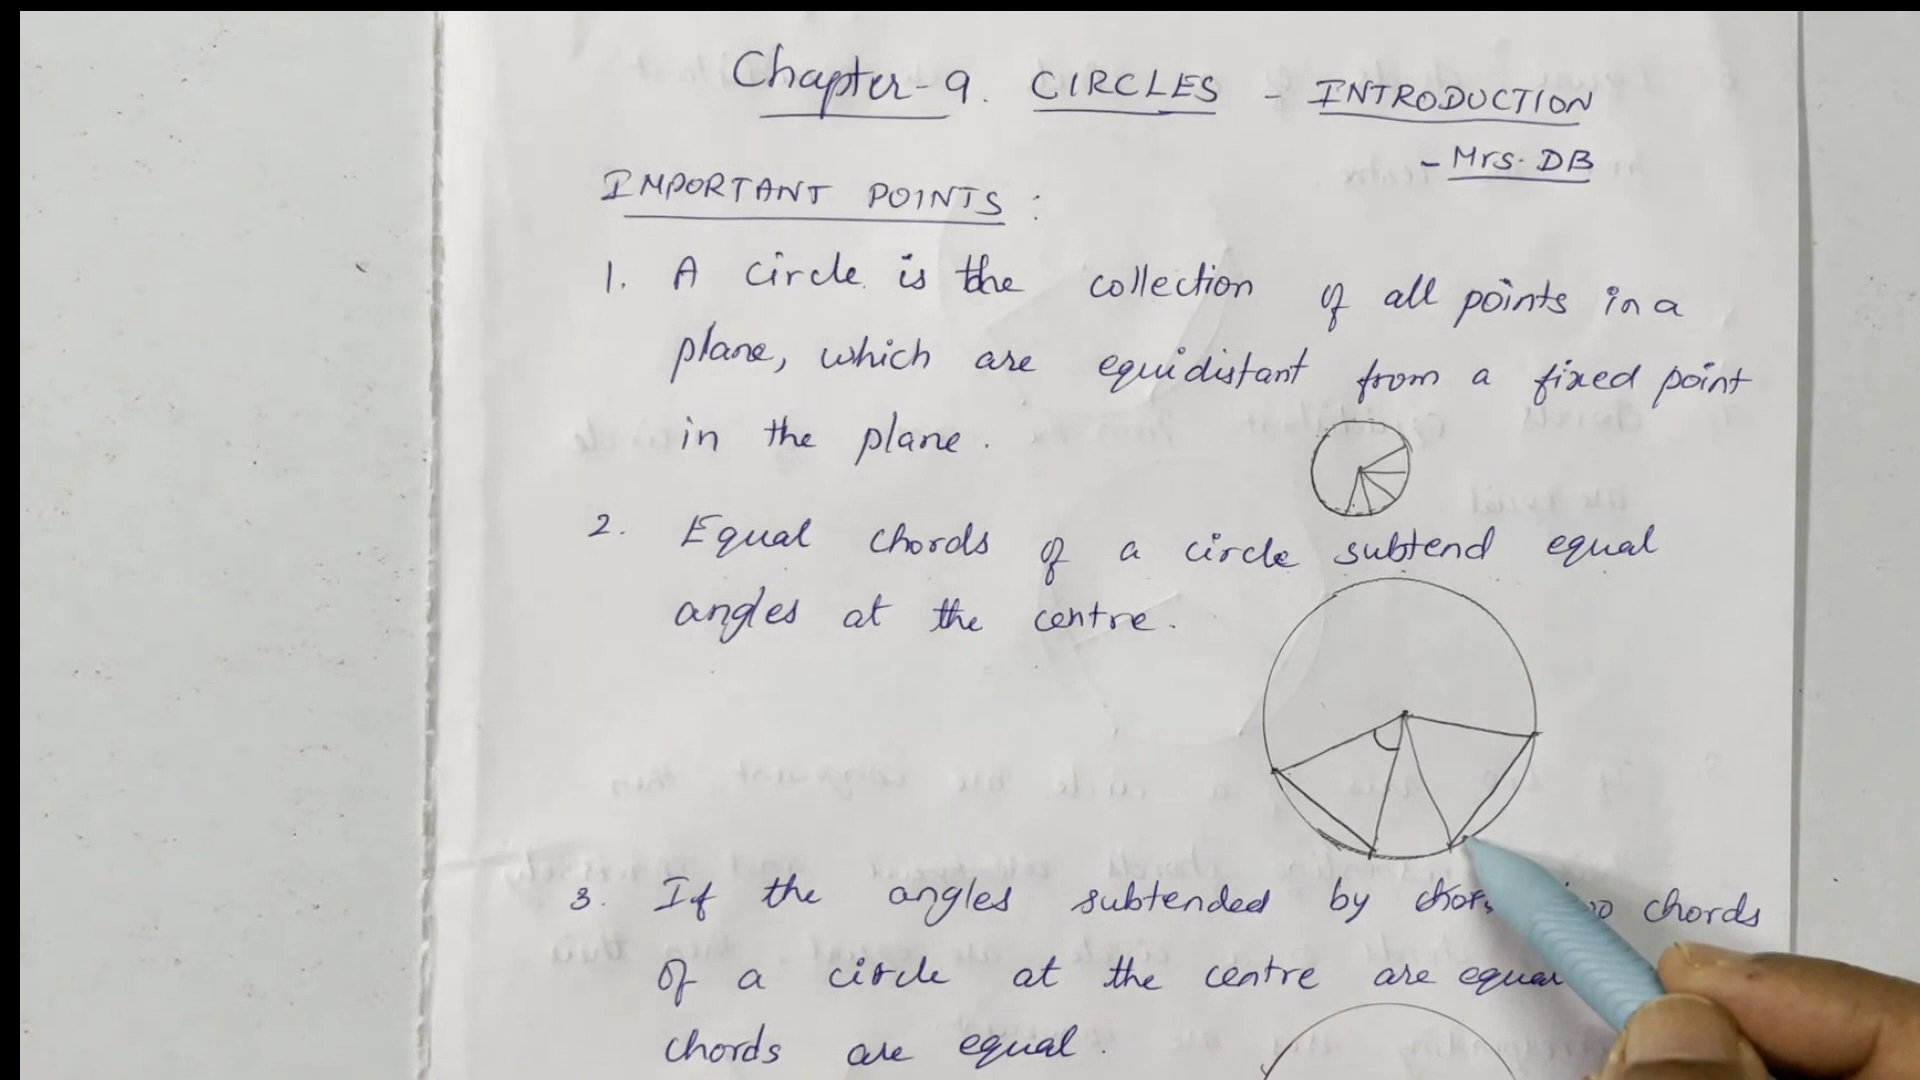 Chapter-9. CIRCLES - INTRODUCTION
- Mrs. DB
IMPORTANT POINTS :
1. A circle is the collection of all points in a
plane, which are equidistant from a fixed point
in the plane.
2. Equal chords of a circle subtend equal
angles at the centre.
3. If the angles subtended by chords
of a circle at the centre are equal
chords are equal.